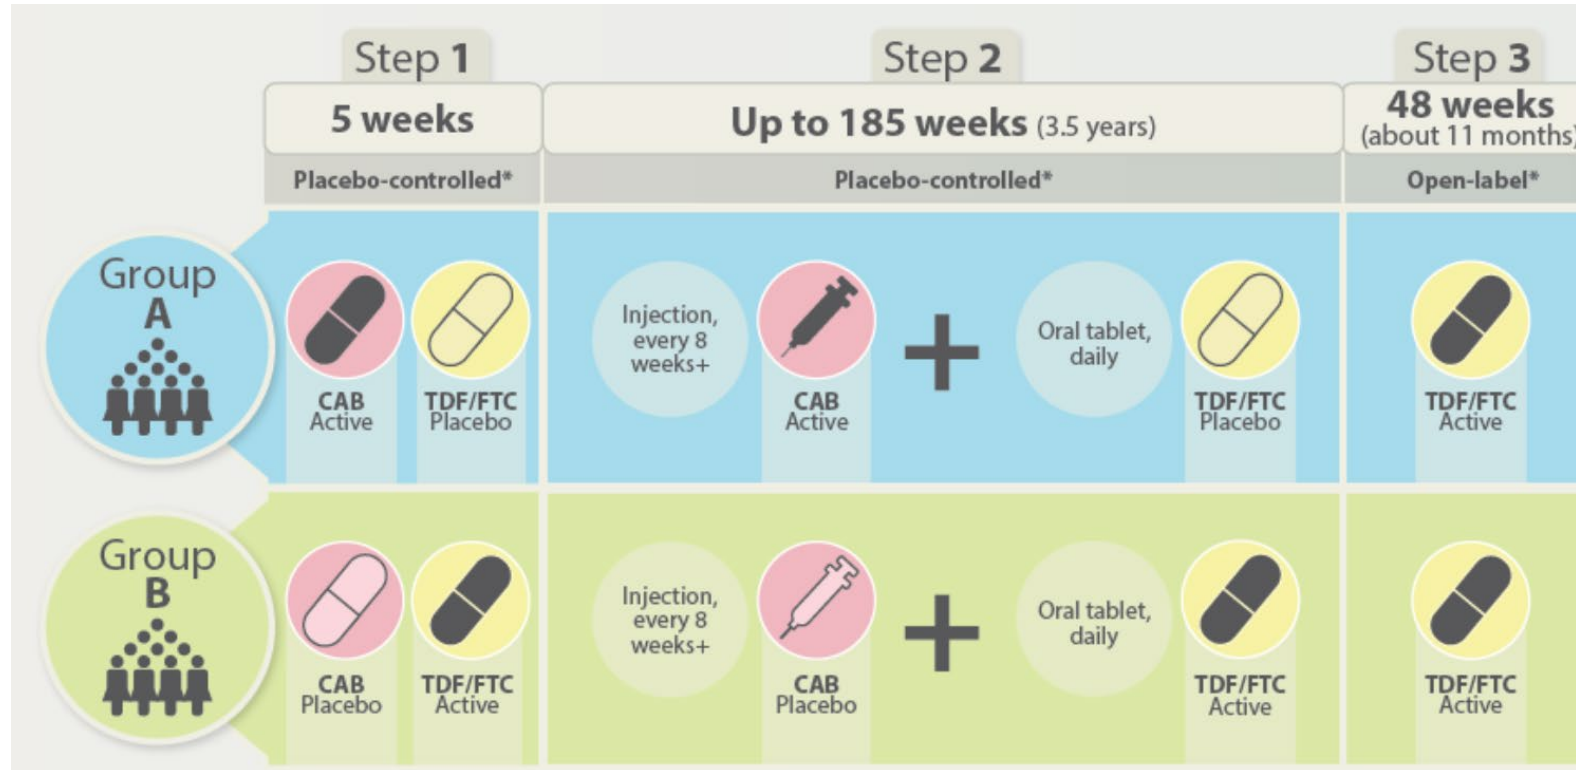 Step 1
Step 2
Step 3
5 weeks
Up to 185 weeks (3.5 years)
48 weeks
(about 11 months)
Placebo-controlled*
Placebo-controlled*
Open-label*
Group
A
CAB
Active
TDF/FTC
Placebo
Injection,
every 8
weeks+
CAB
Active
+
Oral tablet,
daily
TDF/FTC
Placebo
TDF/FTC
Active
Group
B
CAB
Placebo
TDF/FTC
Active
Injection,
every 8
weeks+
CAB
Placebo
+
Oral tablet,
daily
TDF/FTC
Active
TDF/FTC
Active